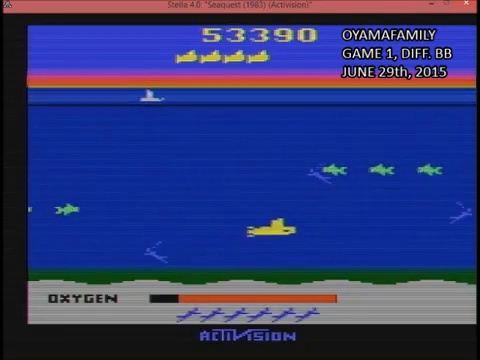 Stella 4.0: "Seaquest (1983) (Activision)"
53390
OYAMAFAMILY
GAME 1, DIFF. BB
JUNE 29th, 2015
OXYGEN
ACTIVISION